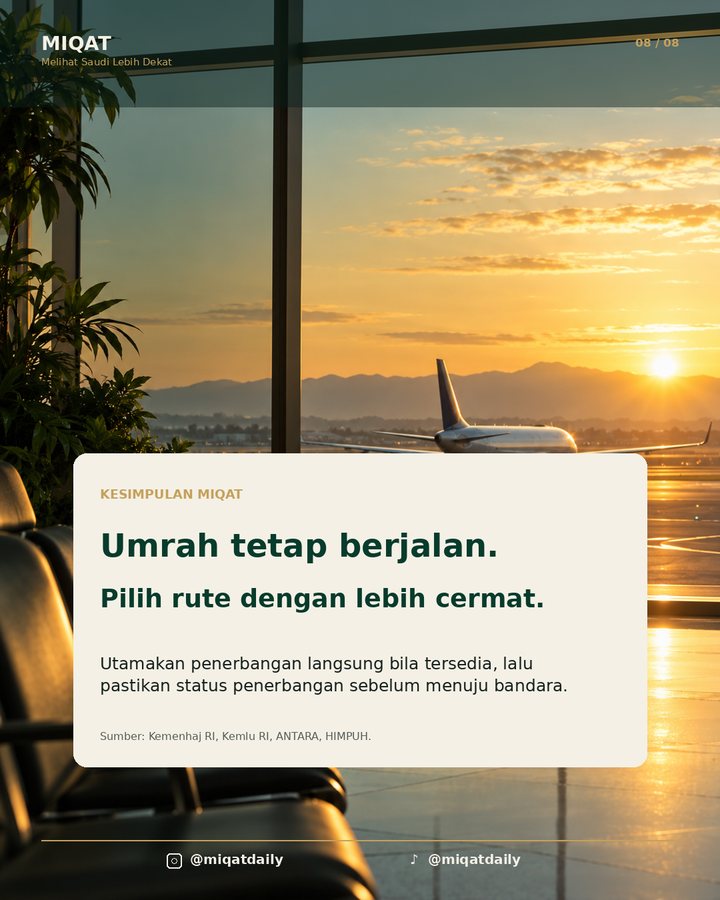 MIQAT
Melihat Saudi Lebih Dekat
08 / 08
KESIMPULAN MIQAT
Umrah tetap berjalan.
Pilih rute dengan lebih cermat.
Utamakan penerbangan langsung bila tersedia, lalu
pastikan status penerbangan sebelum menuju bandara.
Sumber: Kemenhaj RI, Kemlu RI, ANTARA, HIMPUH.
@miqatdaily
@miqatdaily